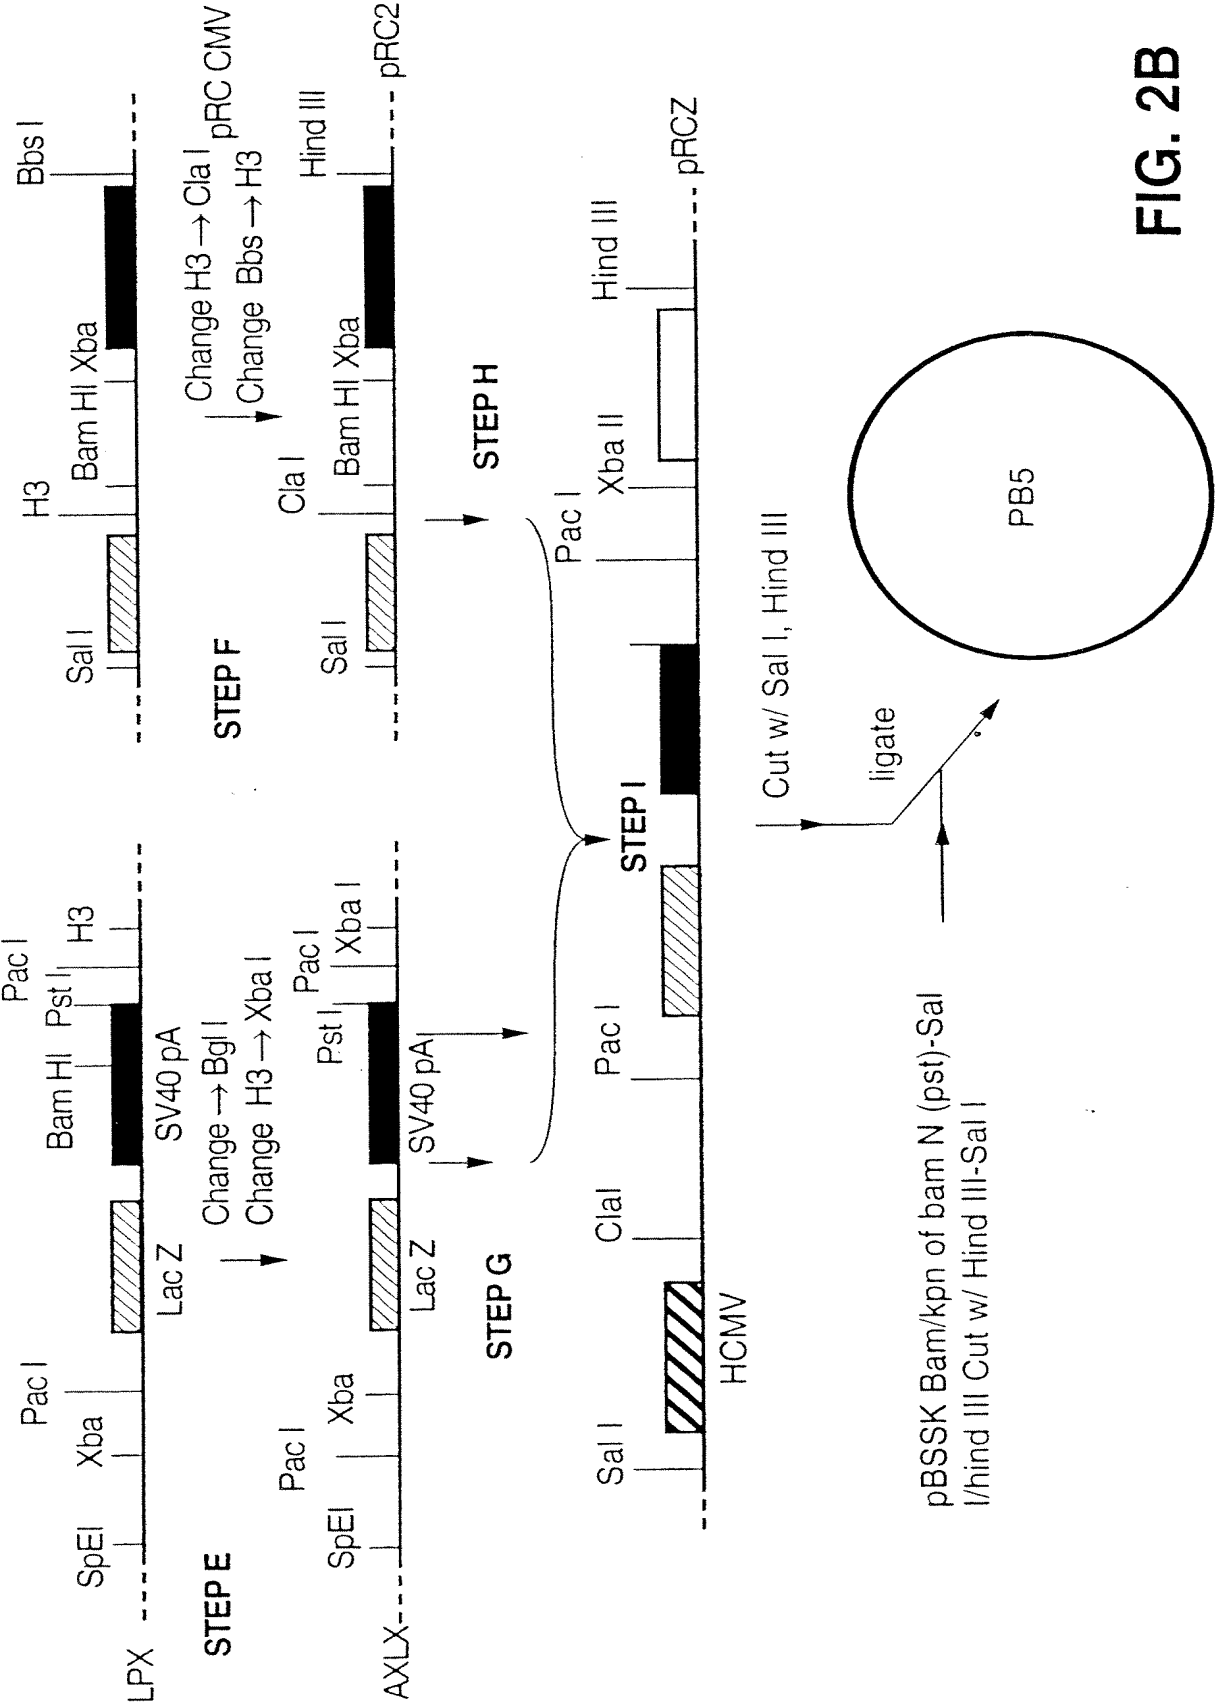 SpEI
Xba
Pac I
Bam HI
Pst I
Pac I
H3
LPX
Lac Z
SV40 pA
STEP E
Change → Bgl I
Change H3 → Xba I
Sal I
H3
Bam HI
Xba
Bbs I
pRC CMV
STEP F
Change H3 → Cla I
Change Bbs → H3
SpEI
Pac I
Xba
Pst I
Pac I
Xba I
AXLX
Lac Z
SV40 pA
STEP G
Sal I
Cla I
Bam HI
Xba
Hind III
pRC2
STEP H
STEP I
Sal I
ClaI
Pac I
Pac I
Xba II
Hind III
pRCZ
HCMV
Cut w/ Sal I, Hind III
ligate
pBSSK Bam/kpn of bam N (pst)-Sal
I/hind III Cut w/ Hind III-Sal I
PB5
FIG. 2B